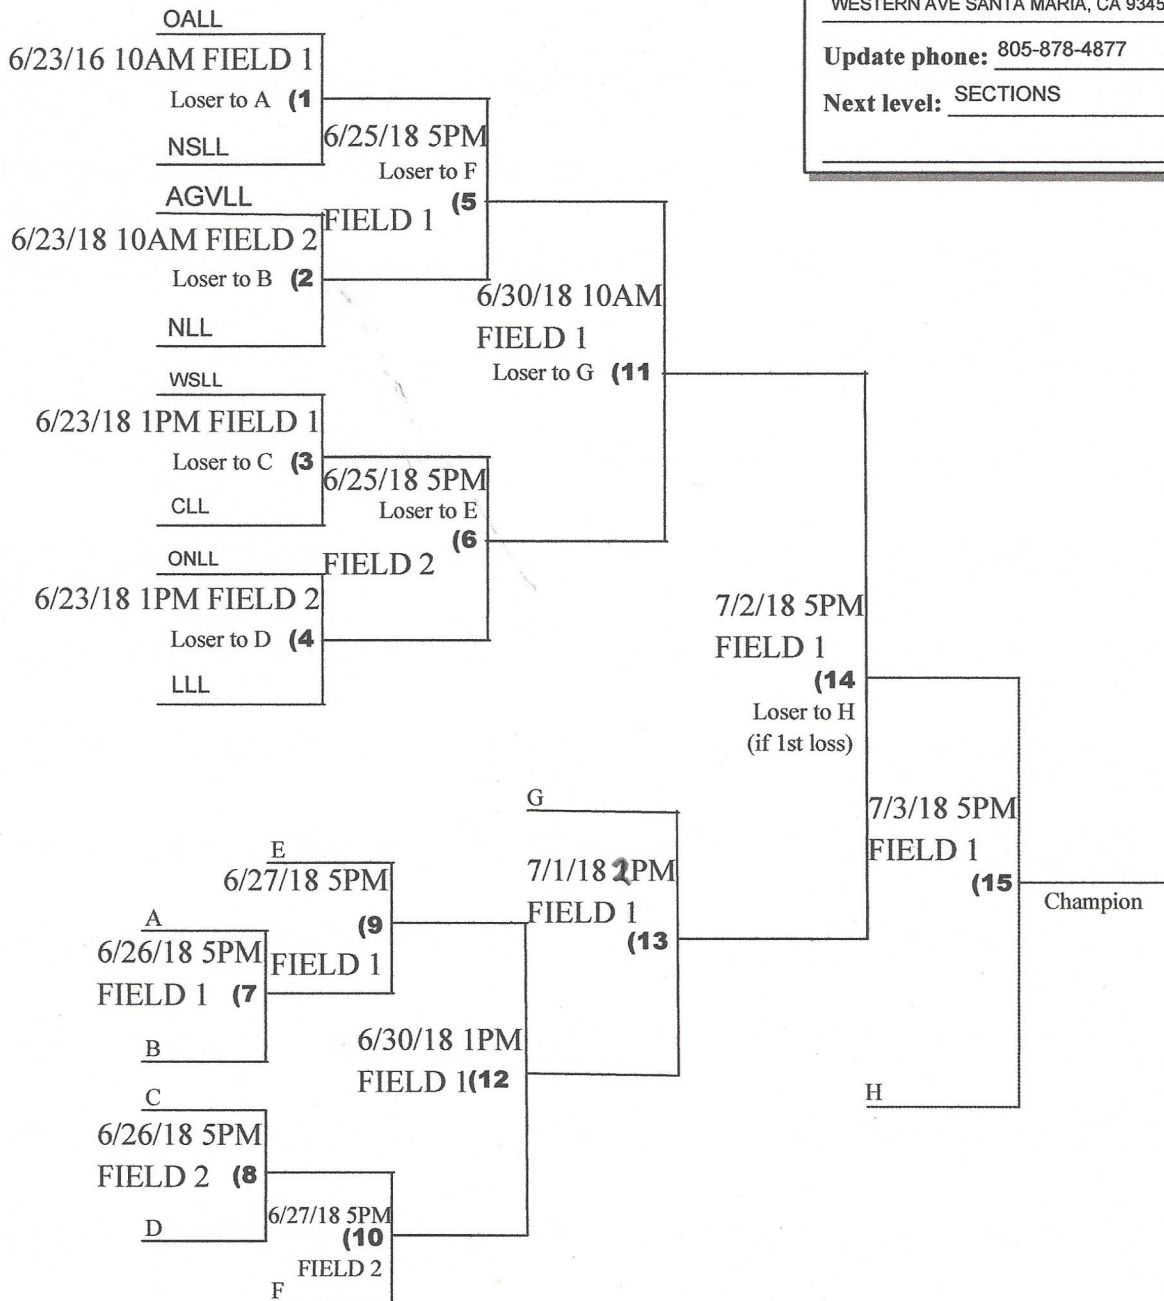 WESTERN AVE SANTA MARIA, CA 9345
Update phone: 805-878-4877
Next level: SECTIONS
OALL
6/23/16 10AM FIELD 1
Loser to A (1
NSLL
6/25/18 5PM
Loser to F
(5
FIELD 1
AGVLL
6/23/18 10AM FIELD 2
Loser to B (2
NLL
6/30/18 10AM
FIELD 1
Loser to G (11
WSLL
6/23/18 1PM FIELD 1
Loser to C (3
CLL
6/25/18 5PM
Loser to E
(6
FIELD 2
ONLL
6/23/18 1PM FIELD 2
Loser to D (4
LLL
7/2/18 5PM
FIELD 1
(14
Loser to H
(if 1st loss)
G
7/3/18 5PM
FIELD 1
(15
Champion
E
6/27/18 5PM
(9
FIELD 1
7/1/18 PM
FIELD 1
(13
A
6/26/18 5PM
FIELD 1 (7
B
6/30/18 1PM
FIELD 1(12
C
6/26/18 5PM
FIELD 2 (8
D
6/27/18 5PM
(10
FIELD 2
F
H